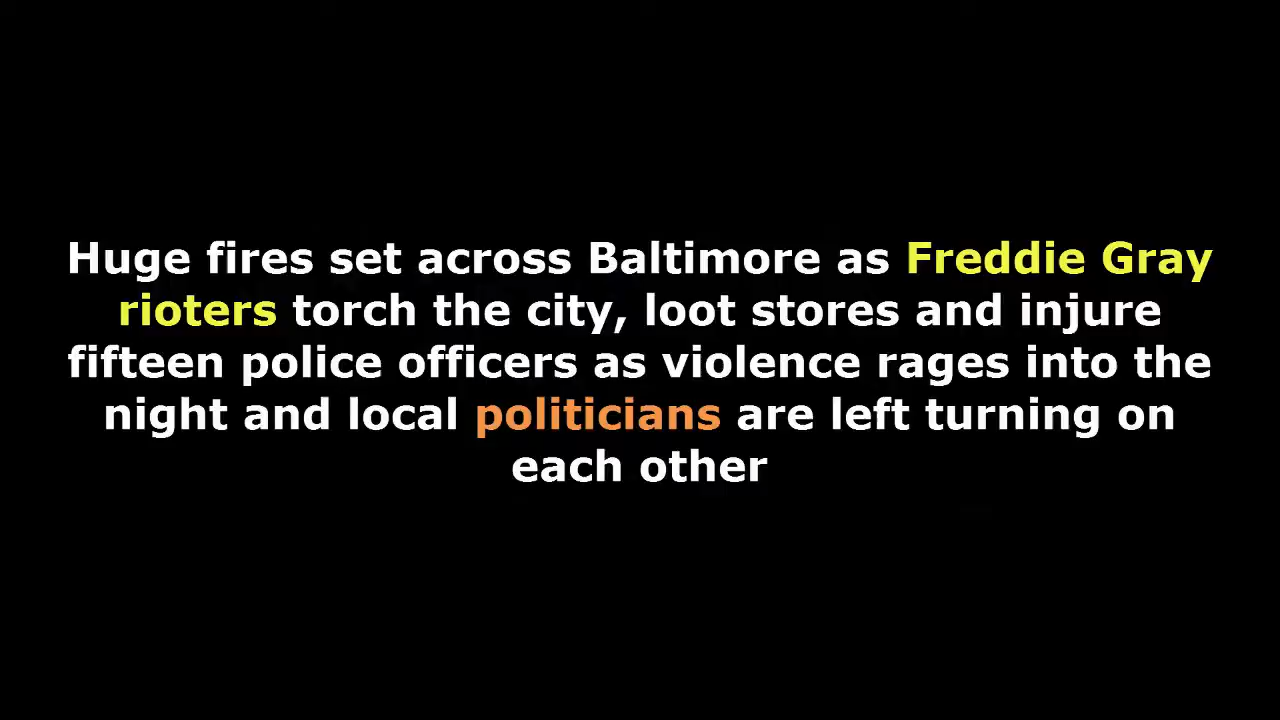 Huge fires set across Baltimore as Freddie Gray
rioters torch the city, loot stores and injure
fifteen police officers as violence rages into the
night and local politicians are left turning on
each other